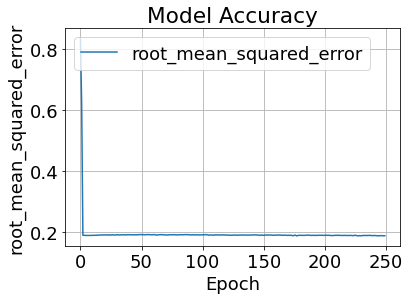 Model Accuracy
root_mean_squared_error
root_mean_squared_error
0.8
0.6
0.4
0.2
0 50 100 150 200 250
Epoch